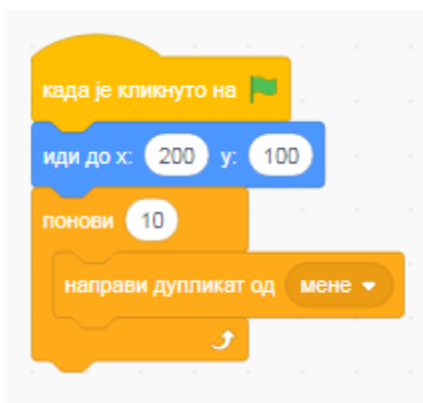 када је кликнуто на
иди до x: 200 y: 100
понови 10
направи дупликат од мене